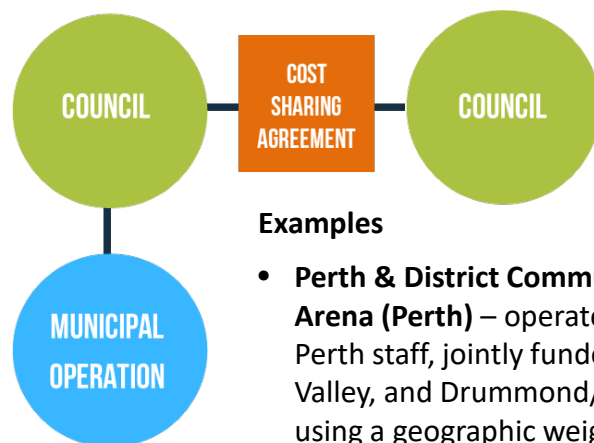 COUNCIL
COST
SHARING
AGREEMENT
COUNCIL
MUNICIPAL
OPERATION
Examples
• Perth & District Comm
Arena (Perth) – operate
Perth staff, jointly funde
Valley, and Drummond/
using a geographic weig